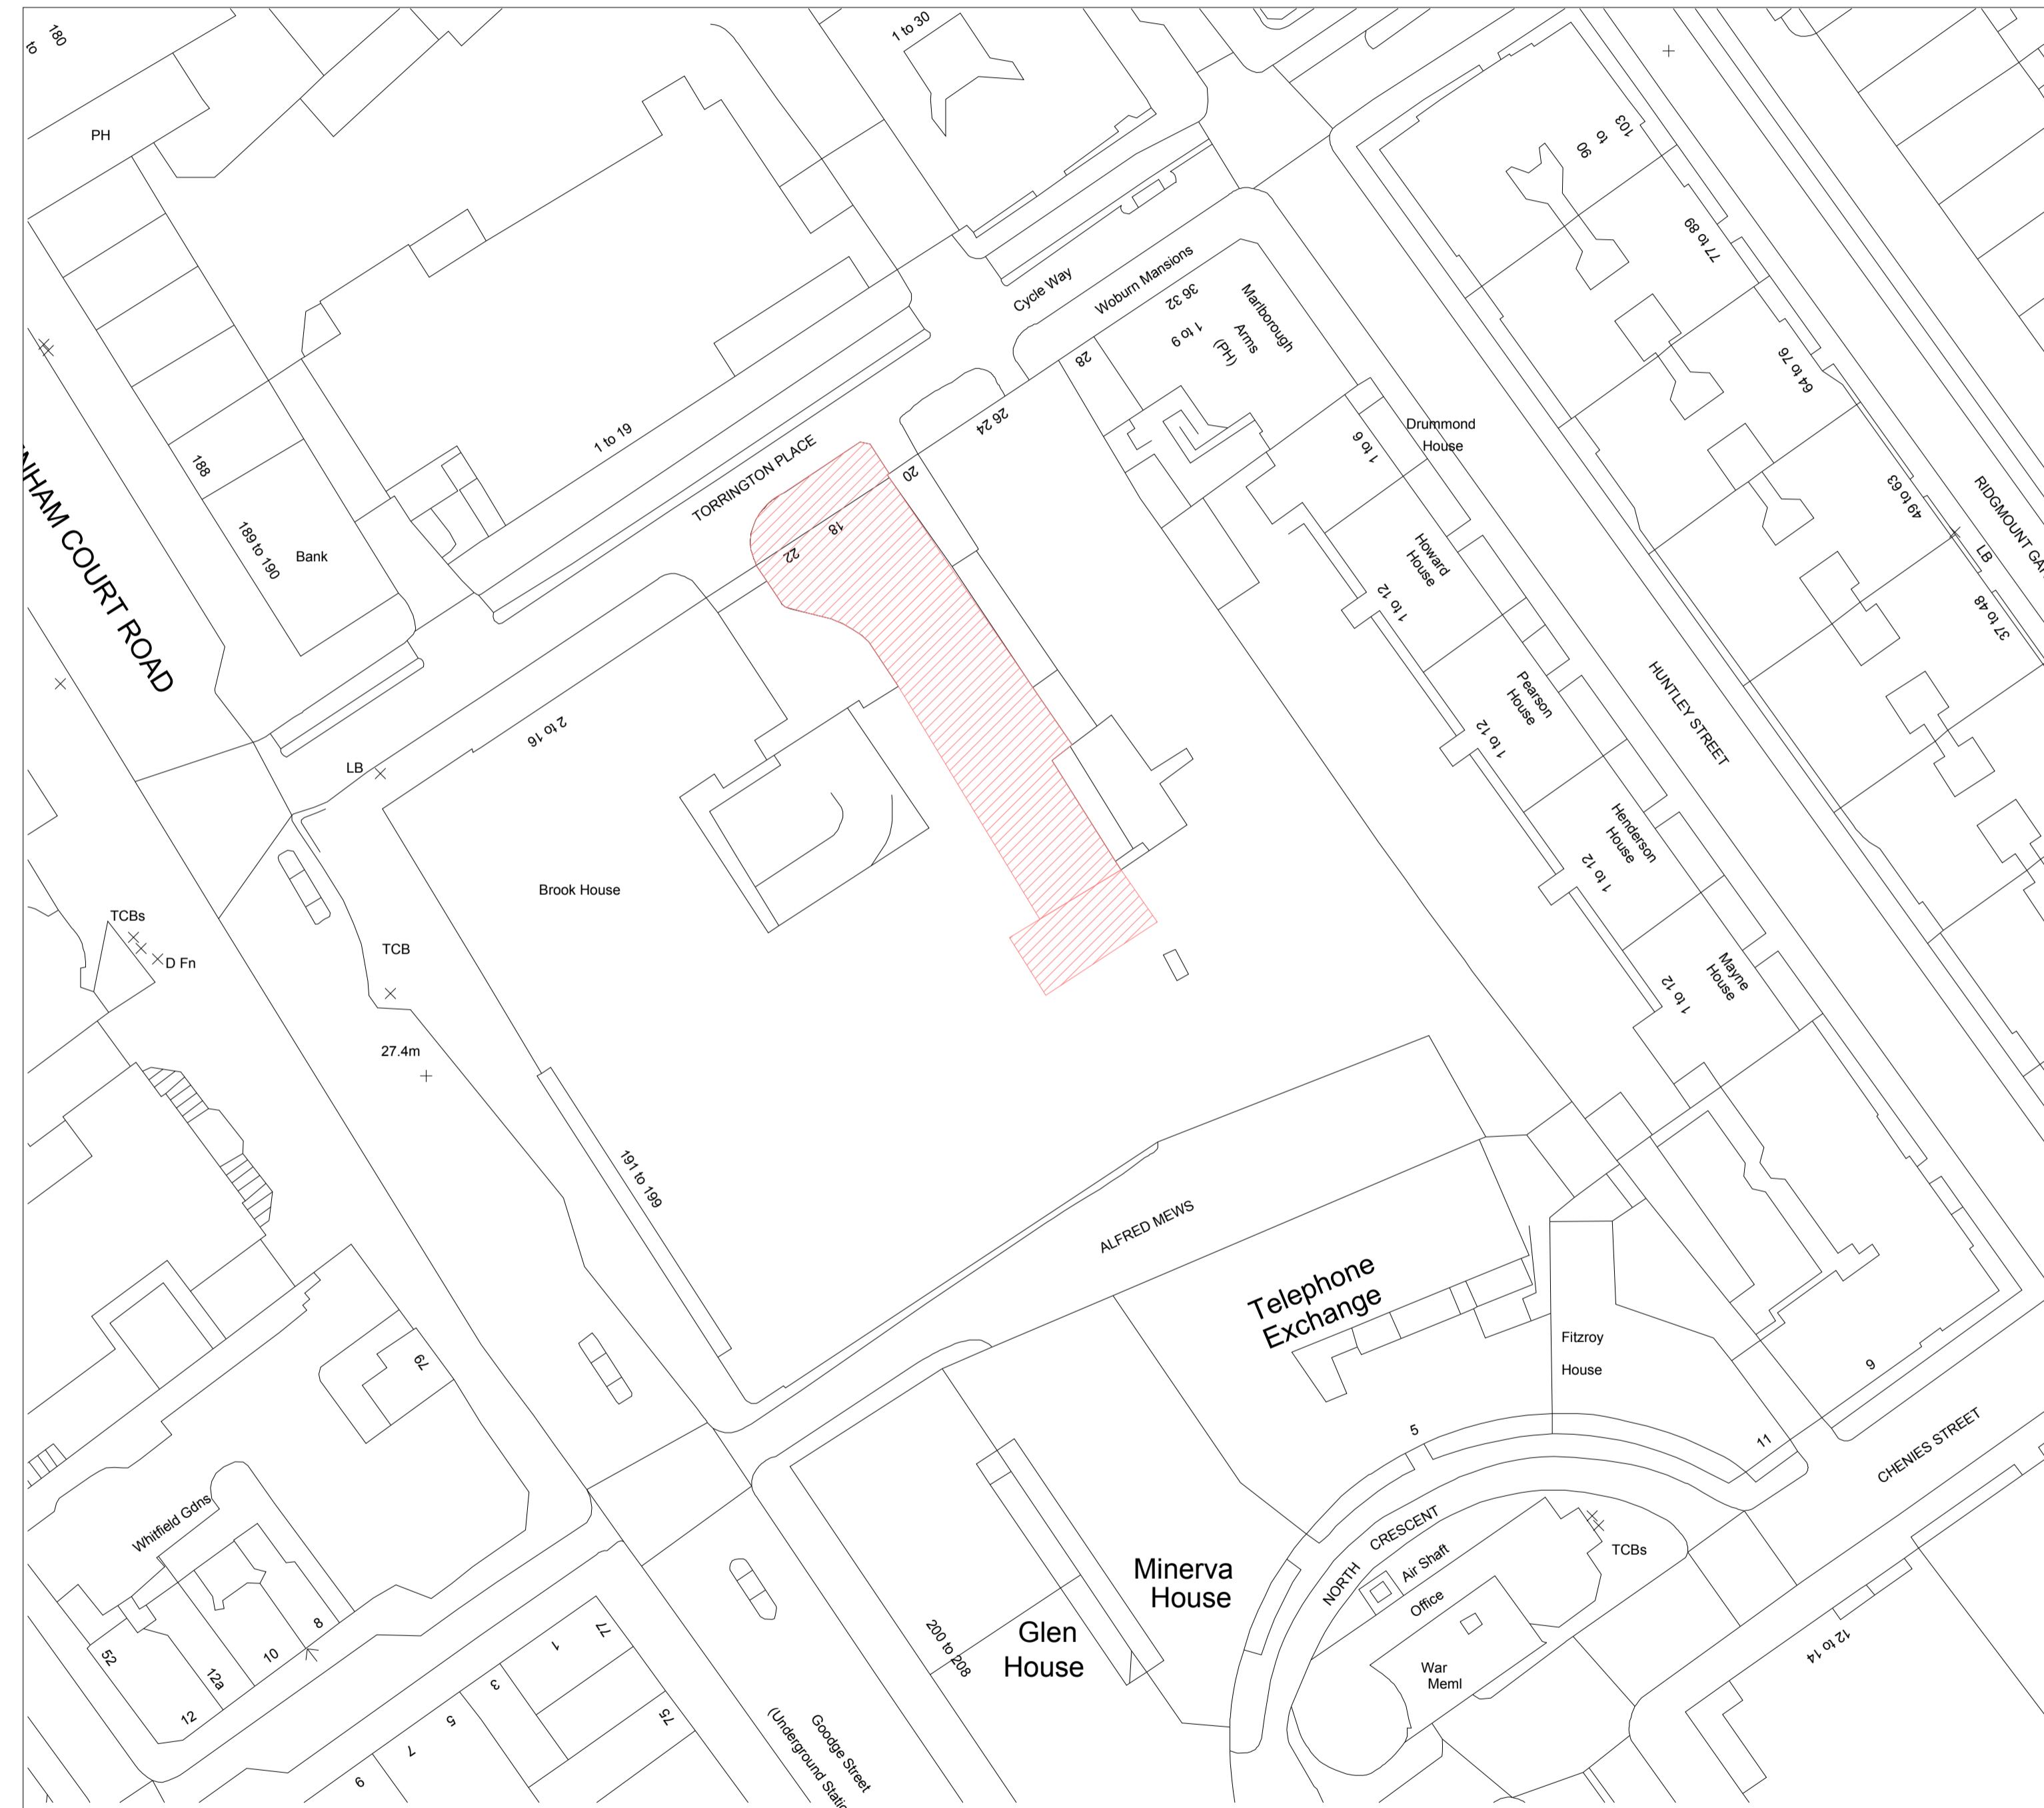 180
to
PH
1 to 30
103
to
90
77 to 89
64 to 76
49 to 63
37 to 48
LB
Cycle Way
Woburn Mansions
36 32
1 to 9
Marlborough
Arms
(PH)
28
26 24
20
18
22
TORRINGTON PLACE
1 to 19
188
189 to 190
Bank
2 to 16
LB
Brook House
TCBs
D Fn
TCB
27.4m
191 to 199
Drummond
House
1 to 6
Howard
House
1 to 12
Pearson
House
1 to 12
Henderson
House
1 to 12
Mayne
House
1 to 12
HUNTLEY STREET
ALFRED MEWS
Telephone
Exchange
Fitzroy
House
9
11
5
CHENIES STREET
NORTH
CRESCENT
Air Shaft
Office
TCBs
War
Meml
12 to 14
Minerva
House
Glen
House
200 to 208
79
Whitfield Gdns
52
12a
12
10
8
1
77
3
5
75
7
9
Goodge Street
COURT ROAD
(Underground